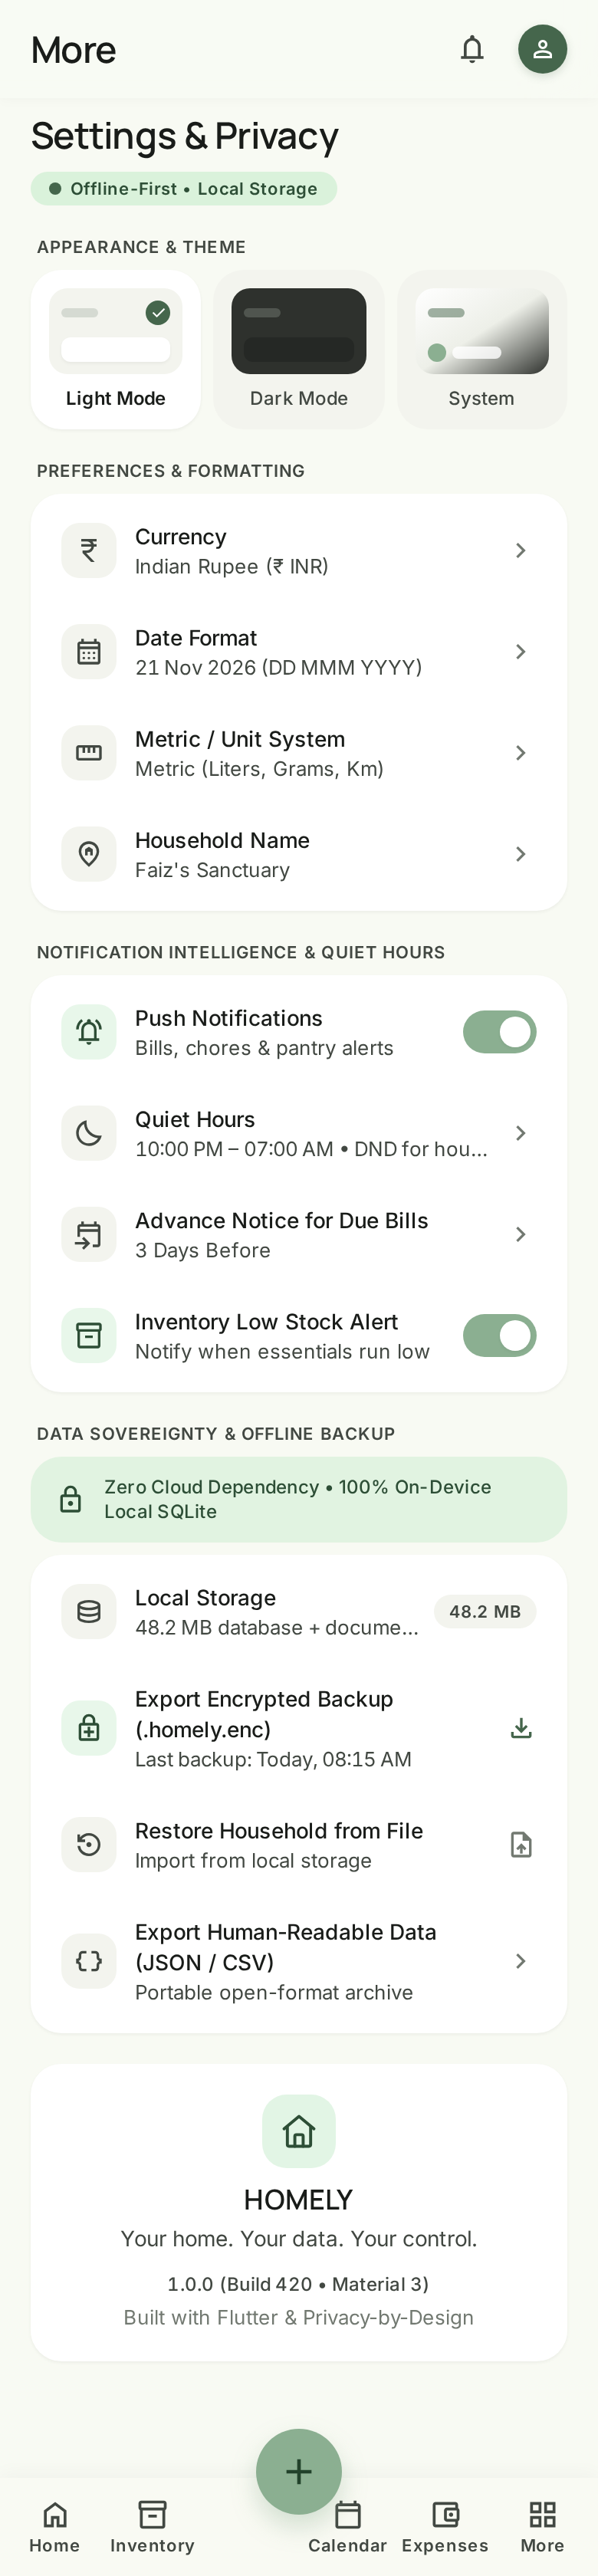 More
Settings & Privacy
Offline-First • Local Storage
APPEARANCE & THEME
Light Mode
Dark Mode
System
PREFERENCES & FORMATTING
Currency
Indian Rupee (₹ INR)
Date Format
21 Nov 2026 (DD MMM YYYY)
Metric / Unit System
Metric (Liters, Grams, Km)
Household Name
Faiz's Sanctuary
NOTIFICATION INTELLIGENCE & QUIET HOURS
Push Notifications
Bills, chores & pantry alerts
Quiet Hours
10:00 PM – 07:00 AM • DND for hou...
Advance Notice for Due Bills
3 Days Before
Inventory Low Stock Alert
Notify when essentials run low
DATA SOVEREIGNTY & OFFLINE BACKUP
Zero Cloud Dependency • 100% On-Device
Local SQLite
Local Storage
48.2 MB database + docume...
48.2 MB
Export Encrypted Backup
(.homely.enc)
Last backup: Today, 08:15 AM
Restore Household from File
Import from local storage
Export Human-Readable Data
(JSON / CSV)
Portable open-format archive
HOMELY
Your home. Your data. Your control.
1.0.0 (Build 420 • Material 3)
Built with Flutter & Privacy-by-Design
Home
Inventory
Calendar
Expenses
More